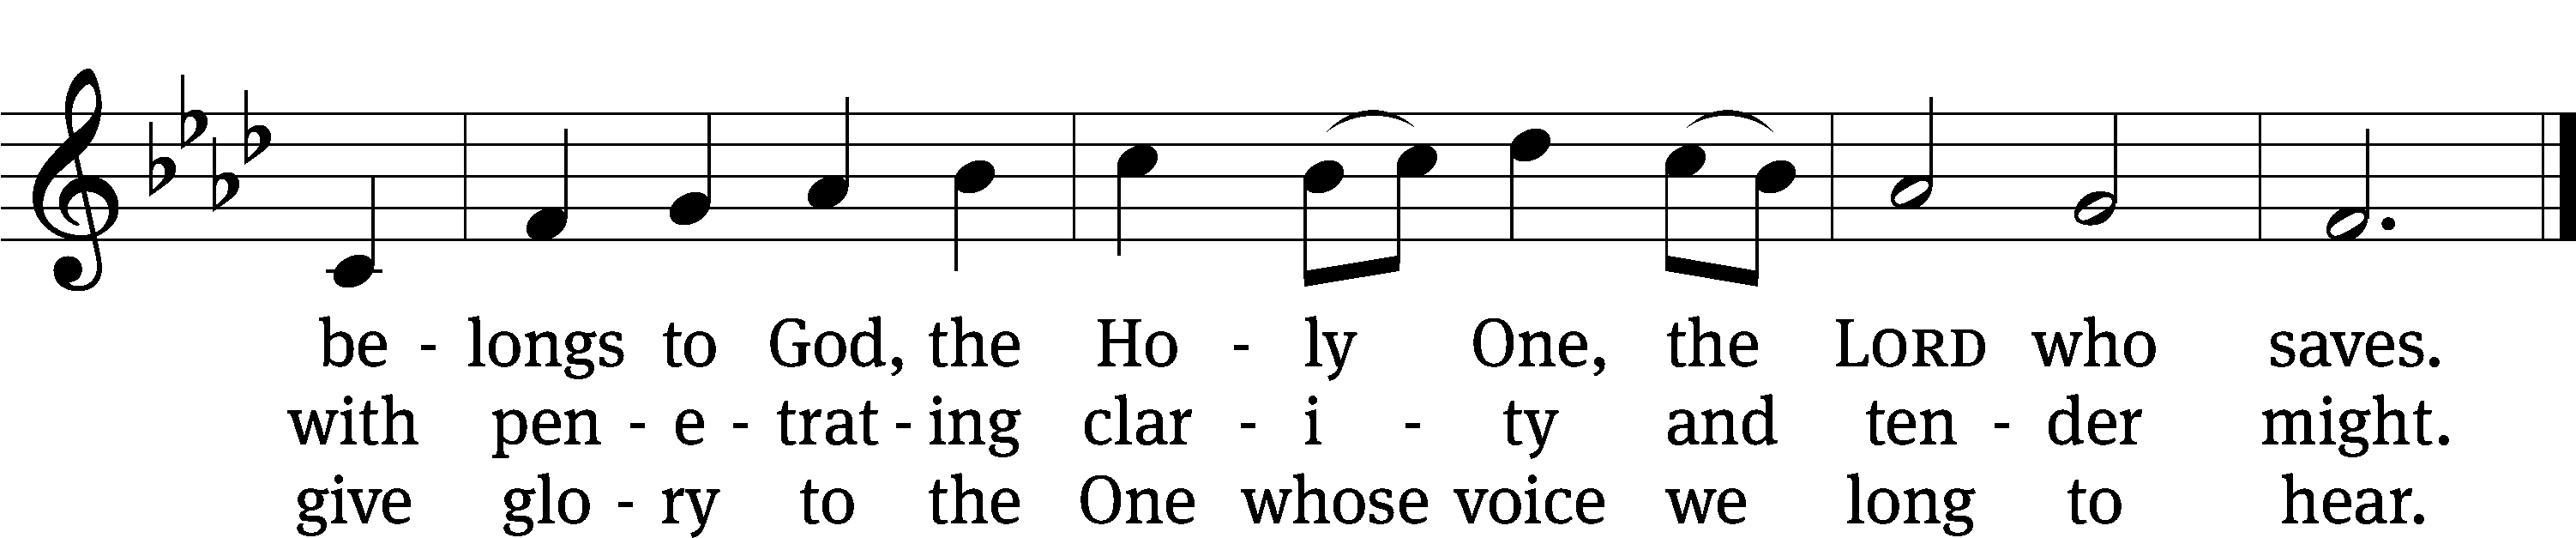 be - longs to God, the Ho - ly One, the LORD who saves.
with pen - e - trat - ing clar - i - ty and ten - der might.
give glo - ry to the One whose voice we long to hear.